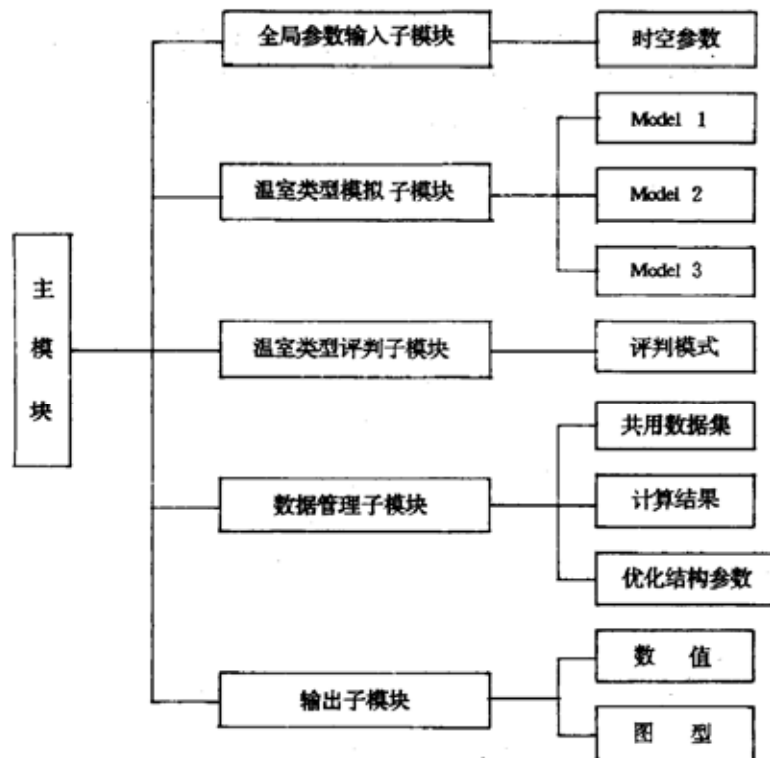 全局参数输入子模块
时空参数
Model 1
温室类型模拟子模块
Model 2
Model 3
主模块
温室类型评判子模块
评判模式
共用数据集
数据管理子模块
计算结果
优化结构参数
数 值
输出子模块
图 型